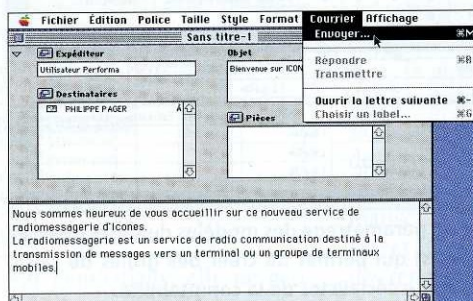 Fichier Édition Police Taille Style Format Courrier Affichage
Sans titre-1
Envoyer... ⌘M
Expéditeur
Objet
Utilisateur Performa
Bienvenue sur ICON
Répondre ⌘R
Transmettre
Destinataires
Ouvrir la lettre suivante ⌘-
PHILIPPE PAGER À
Pièces
Choisir un label... ⌘G
Nous sommes heureux de vous accueillir sur ce nouveau service de
radiomessagerie d'Icones.
La radiomessagerie est un service de radio communication destiné à la
transmission de messages vers un terminal ou un groupe de terminaux
mobiles.